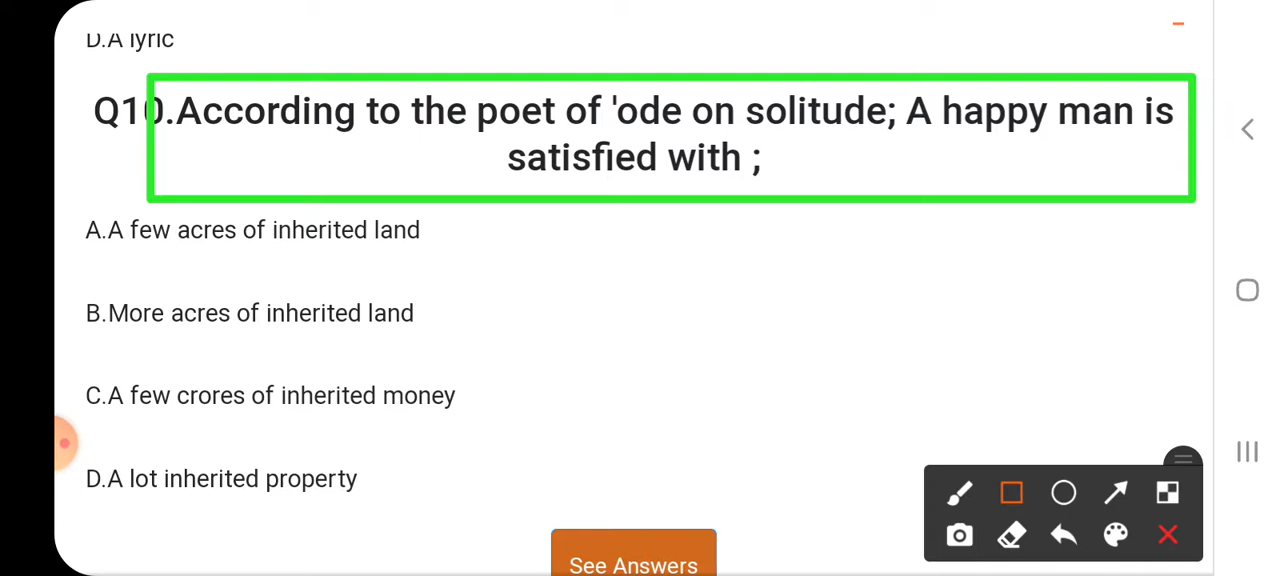 D.A lyric
Q10.According to the poet of 'ode on solitude; A happy man is
satisfied with ;
A.A few acres of inherited land
B.More acres of inherited land
C.A few crores of inherited money
D.A lot inherited property
See Answers